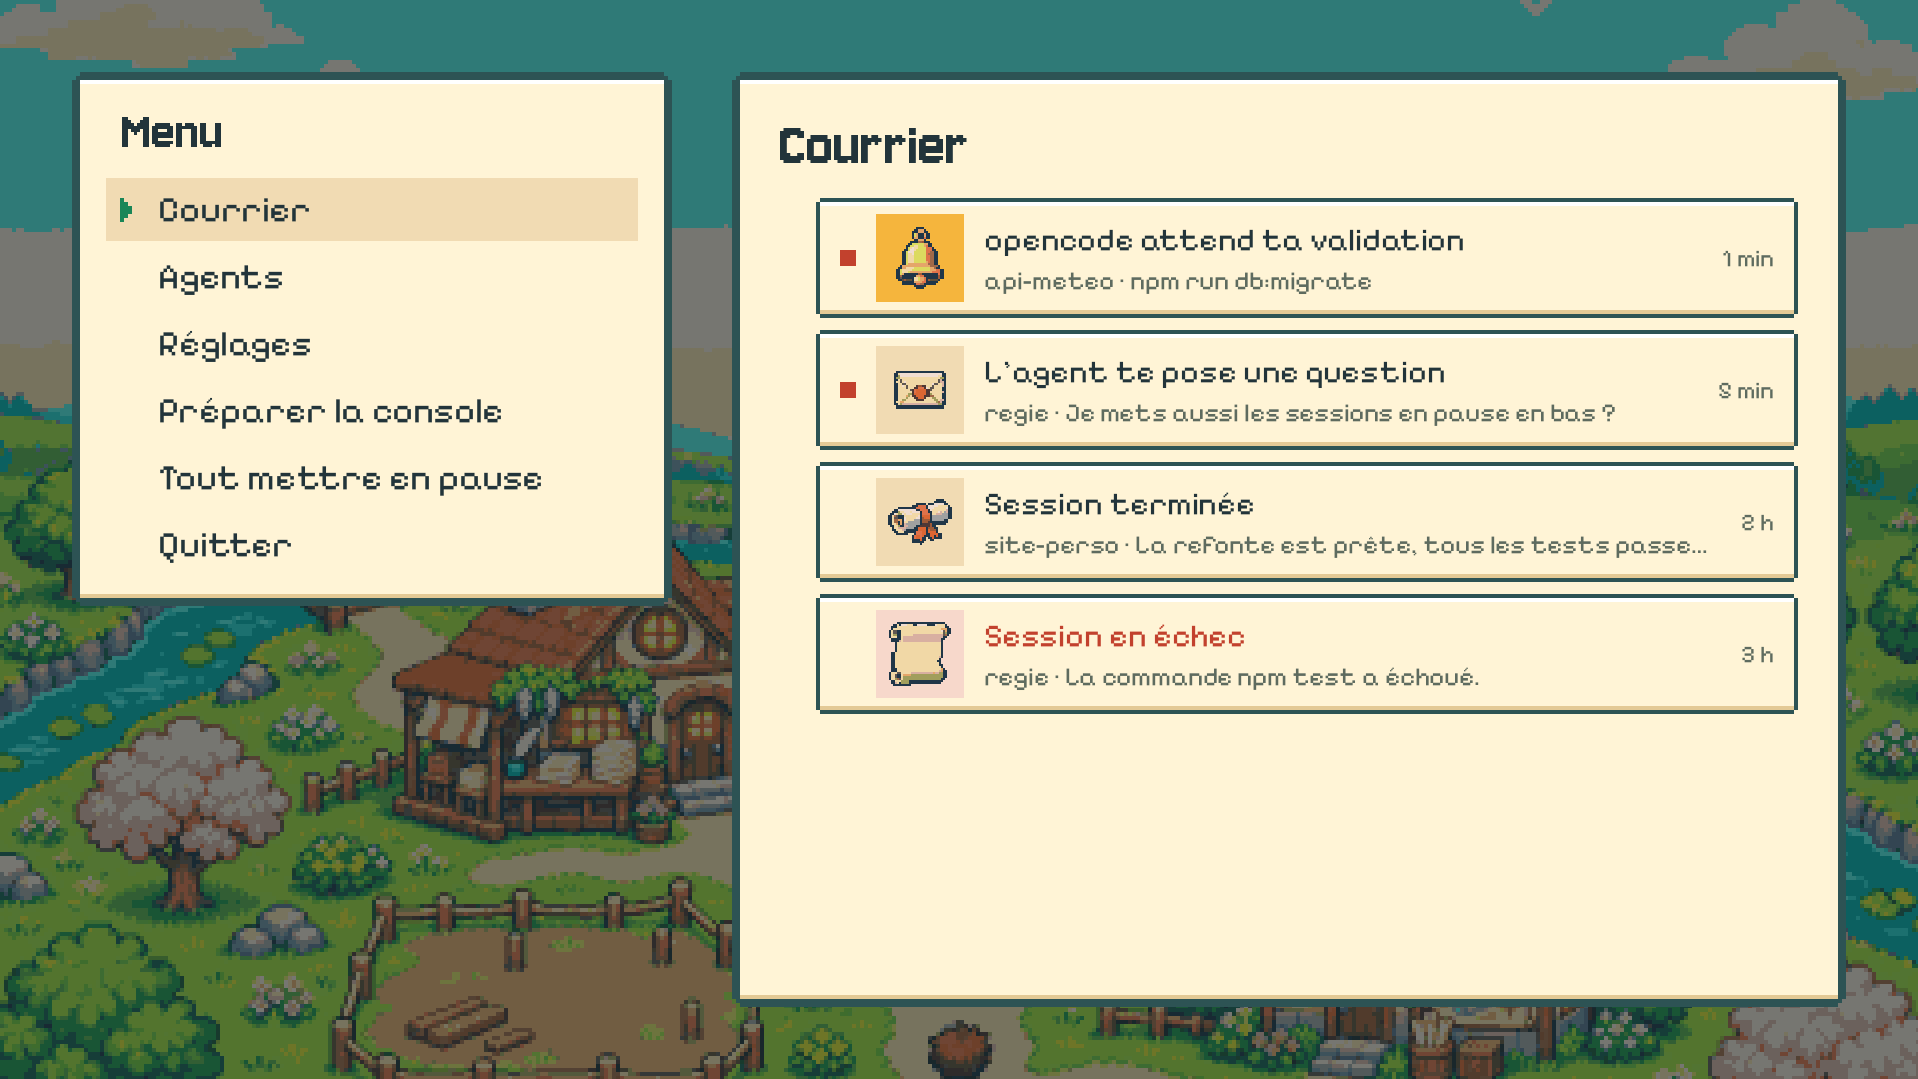 Menu
Courrier
Agents
Réglages
Préparer la console
Tout mettre en pause
Quitter
Courrier
opencode attend ta validation
api-meteo · npm run db:migrate
1 min
L'agent te pose une question
regie · Je mets aussi les sessions en pause en bas ?
9 min
Session terminée
site-perso · La refonte est prête, tous les tests passe...
2 h
Session en échec
regie · La commande npm test a échoué.
3 h